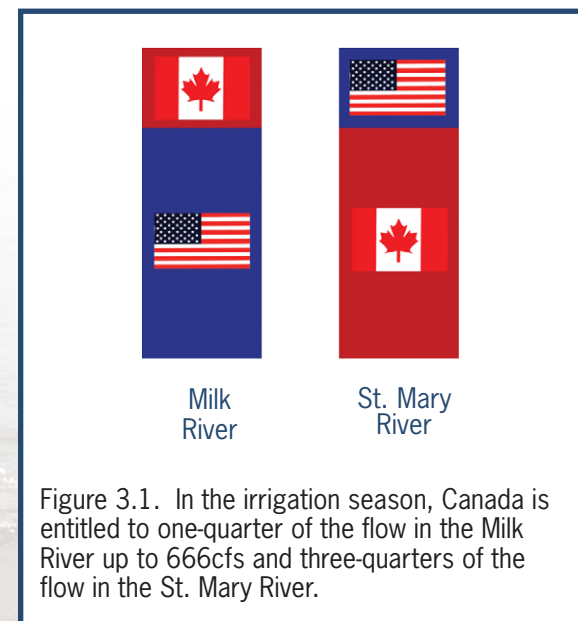 Milk
River
St. Mary
River
Figure 3.1. In the irrigation season, Canada is
entitled to one-quarter of the flow in the Milk
River up to 666cfs and three-quarters of the
flow in the St. Mary River.